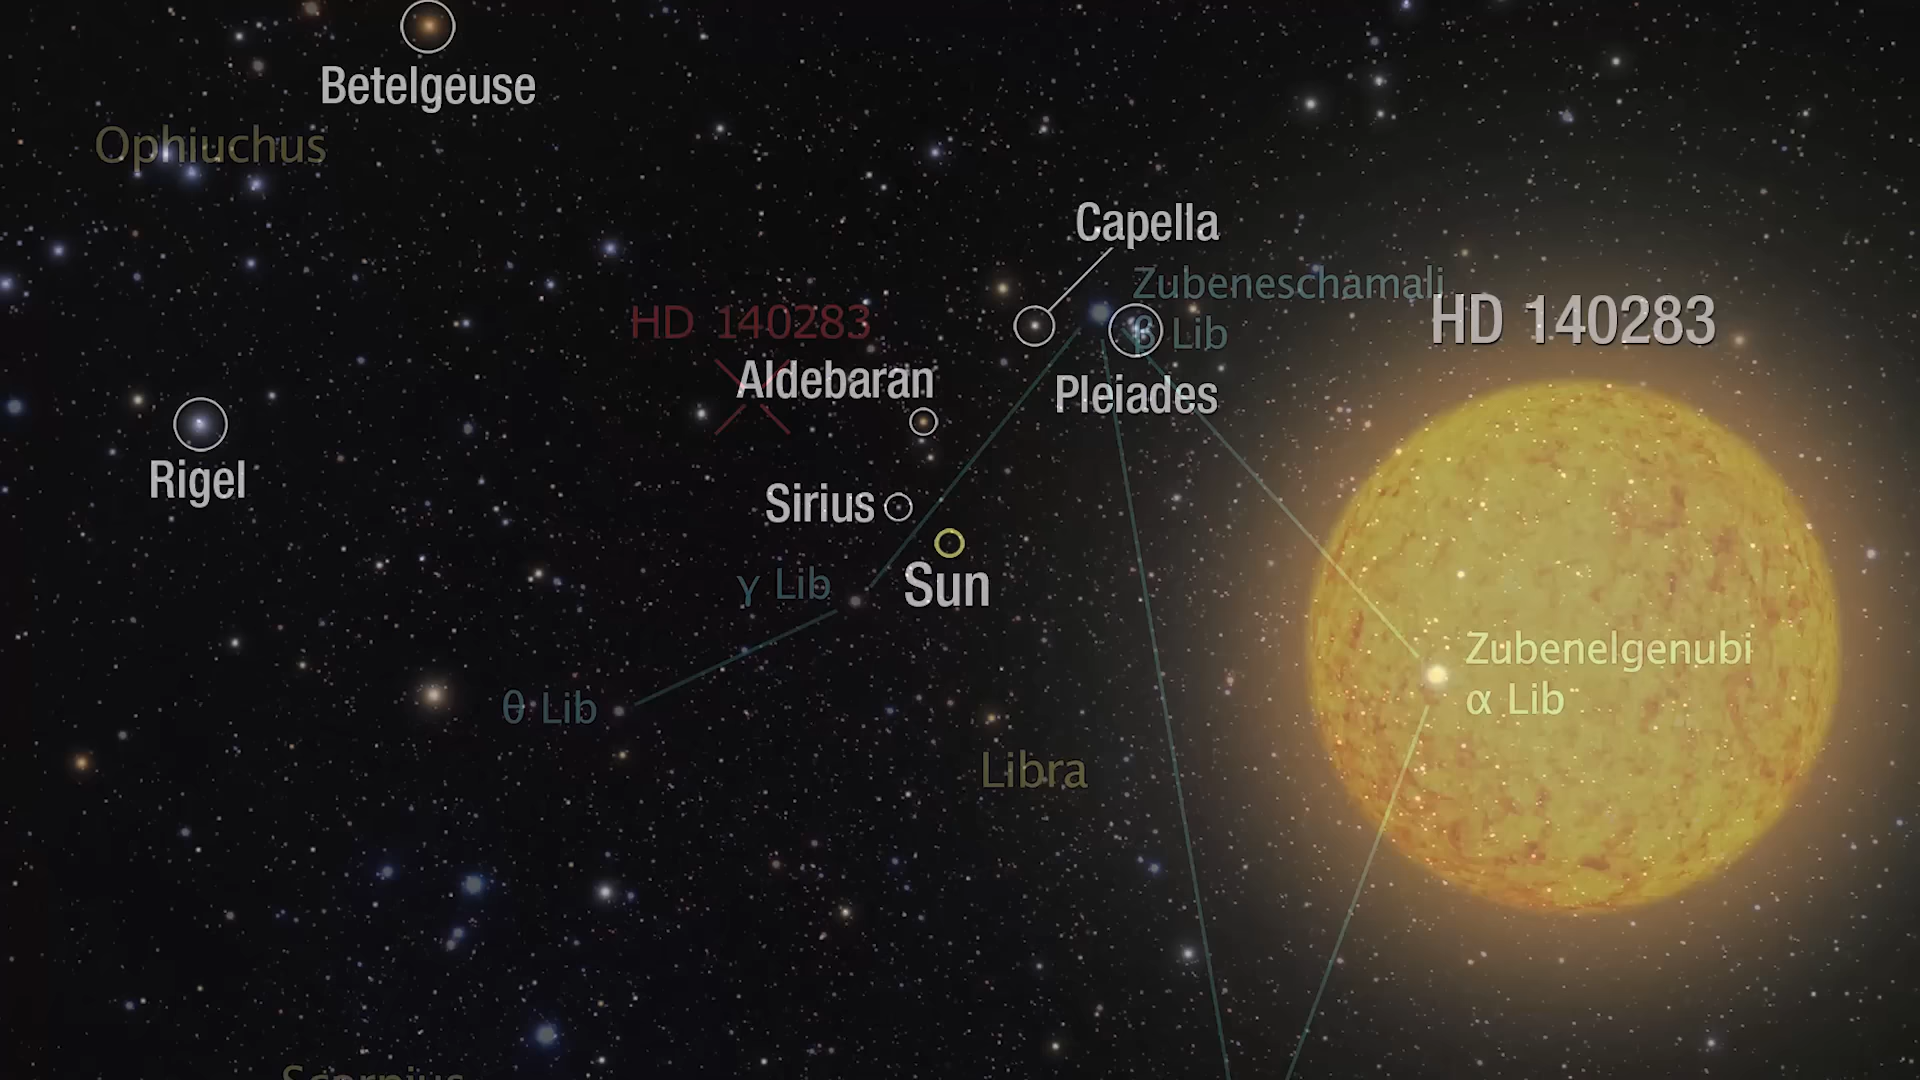 Betelgeuse
Ophiuchus
Capella
Zubeneschamali
β Lib
HD 140283
HD 140283
Aldebaran
Pleiades
Rigel
Sirius
Sun
γ Lib
Zubenelgenubi
α Lib
θ Lib
Libra
Scorpius